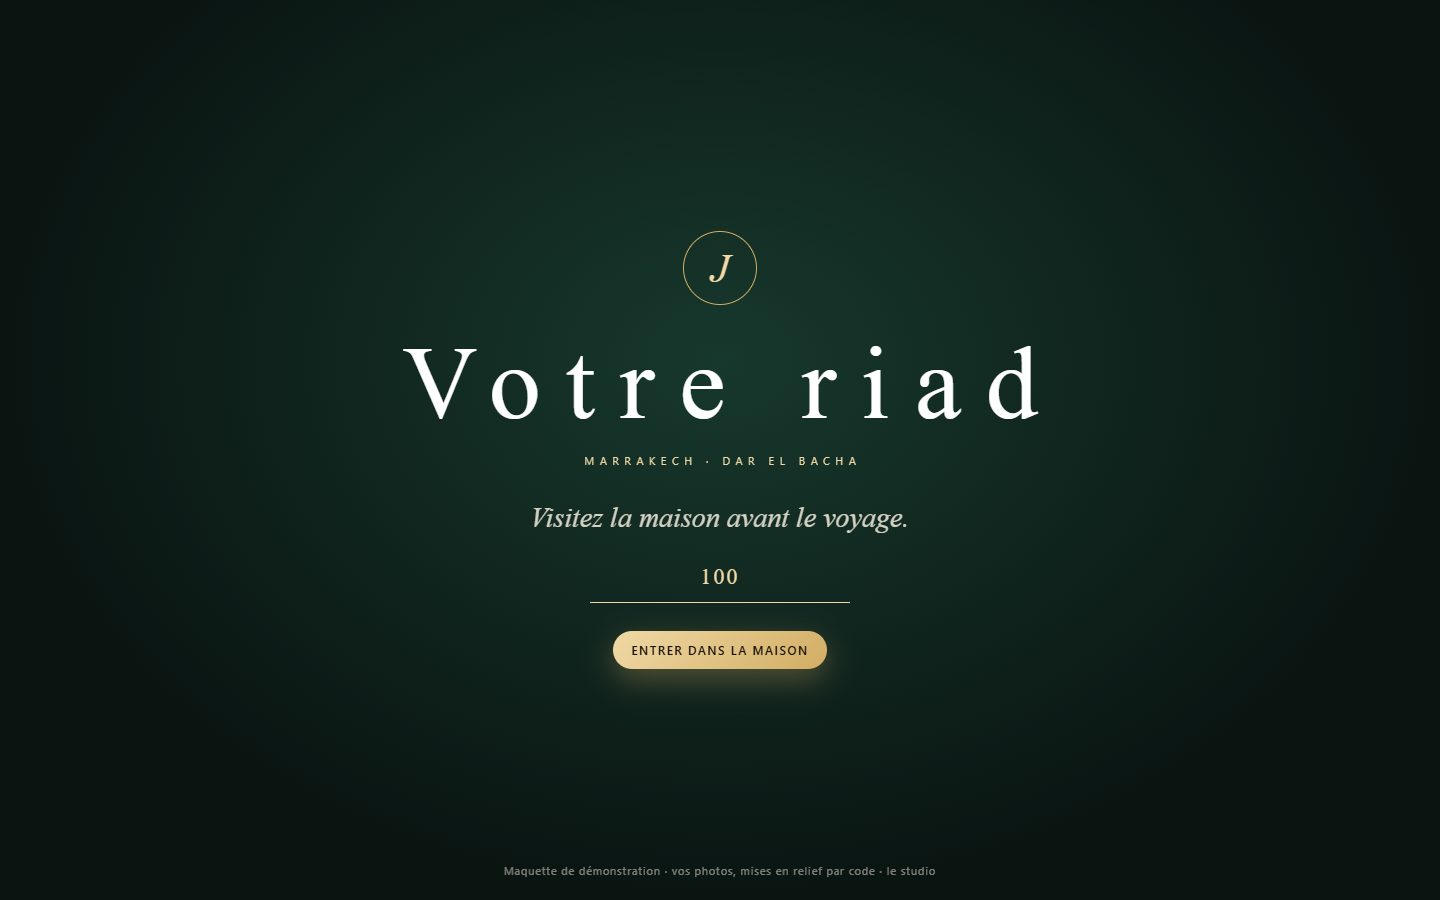 J
Votre riad
MARRAKECH · DAR EL BACHA
Visitez la maison avant le voyage.
100
ENTRER DANS LA MAISON
Maquette de démonstration · vos photos, mises en relief par code · le studio